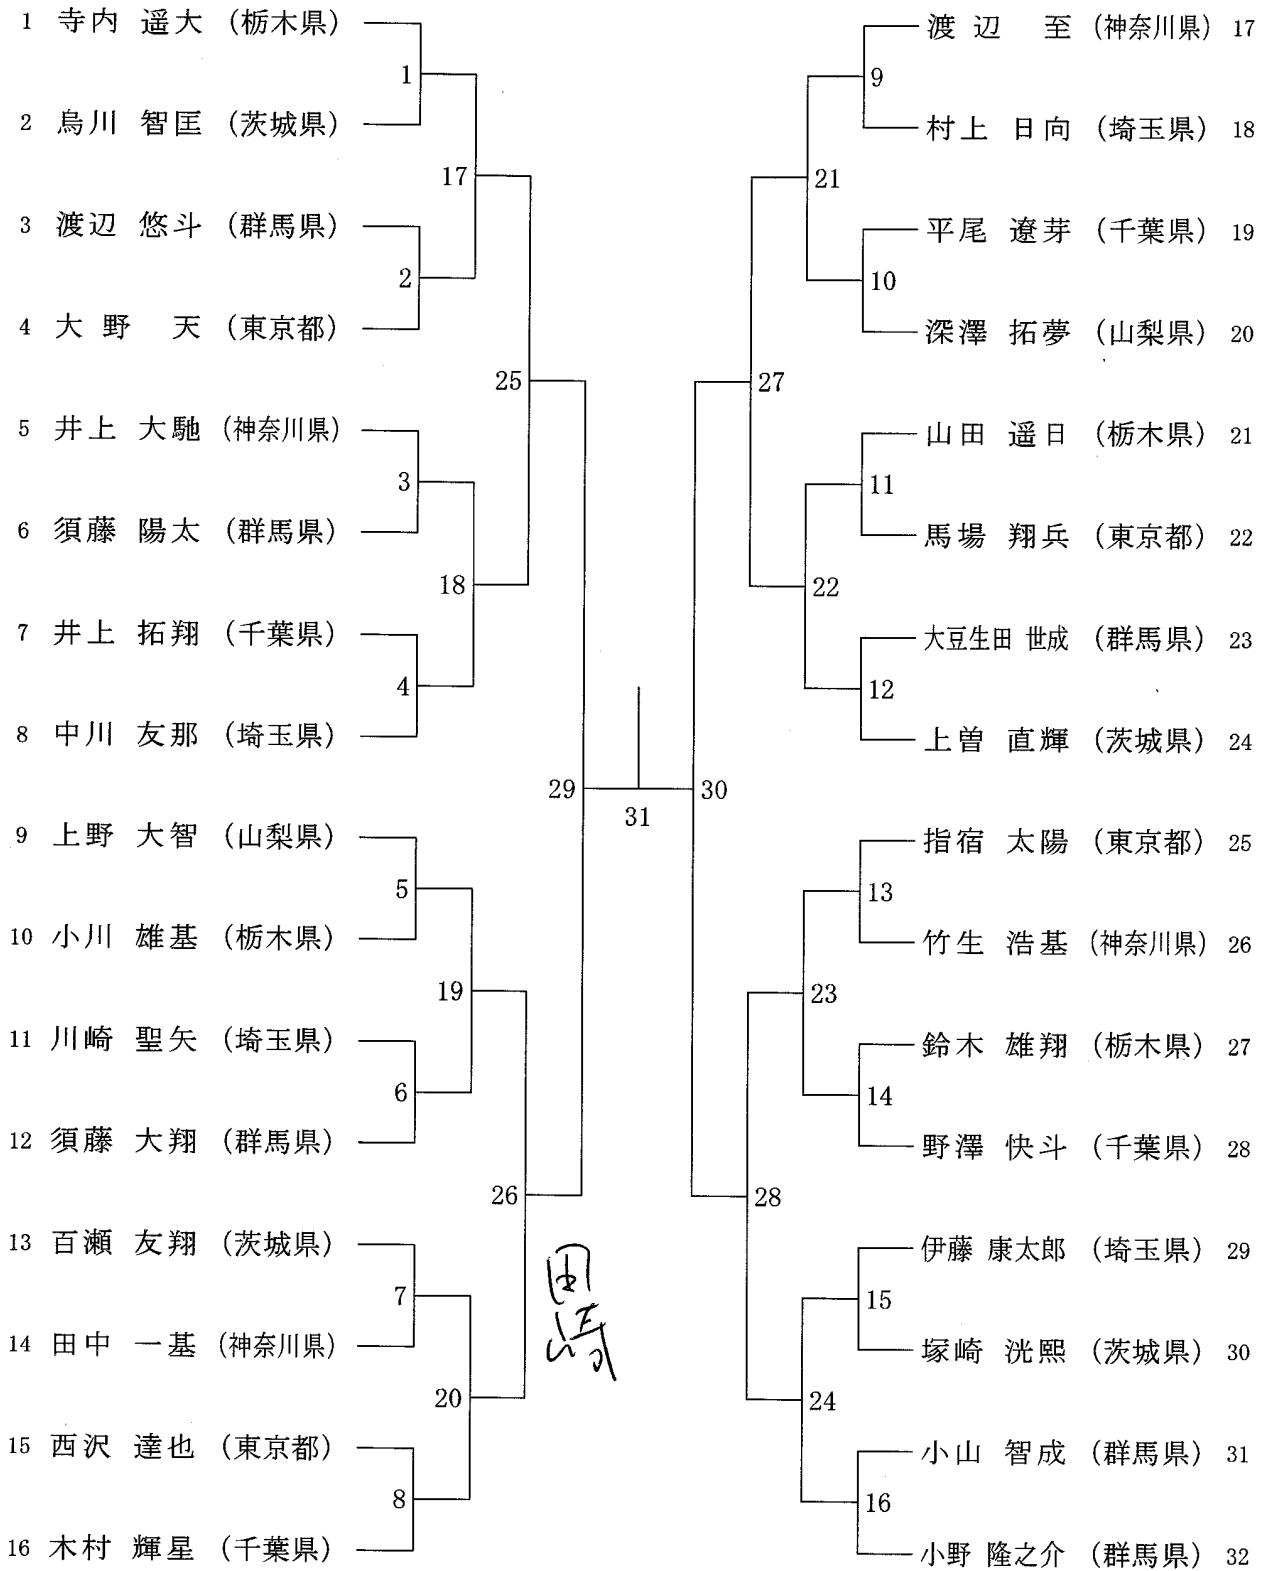 1 寺内 遥大 (栃木県)
2 烏川 智匡 (茨城県)
3 渡辺 悠斗 (群馬県)
4 大野 天 (東京都)
5 井上 大馳 (神奈川県)
6 須藤 陽太 (群馬県)
7 井上 拓翔 (千葉県)
8 中川 友那 (埼玉県)
9 上野 大智 (山梨県)
10 小川 雄基 (栃木県)
11 川崎 聖矢 (埼玉県)
12 須藤 大翔 (群馬県)
13 百瀬 友翔 (茨城県)
14 田中 一基 (神奈川県)
15 西沢 達也 (東京都)
16 木村 輝星 (千葉県)
1
2
3
4
5
6
7
8
17
18
19
20
25
26
29
31
30
27
28
21
22
23
24
9
10
11
12
13
14
15
16
渡辺 至 (神奈川県) 17
村上 日向 (埼玉県) 18
平尾 遼芽 (千葉県) 19
深澤 拓夢 (山梨県) 20
山田 遥日 (栃木県) 21
馬場 翔兵 (東京都) 22
大豆生田 世成 (群馬県) 23
上曽 直輝 (茨城県) 24
指宿 太陽 (東京都) 25
竹生 浩基 (神奈川県) 26
鈴木 雄翔 (栃木県) 27
野澤 快斗 (千葉県) 28
伊藤 康太郎 (埼玉県) 29
塚崎 洸熙 (茨城県) 30
小山 智成 (群馬県) 31
小野 隆之介 (群馬県) 32